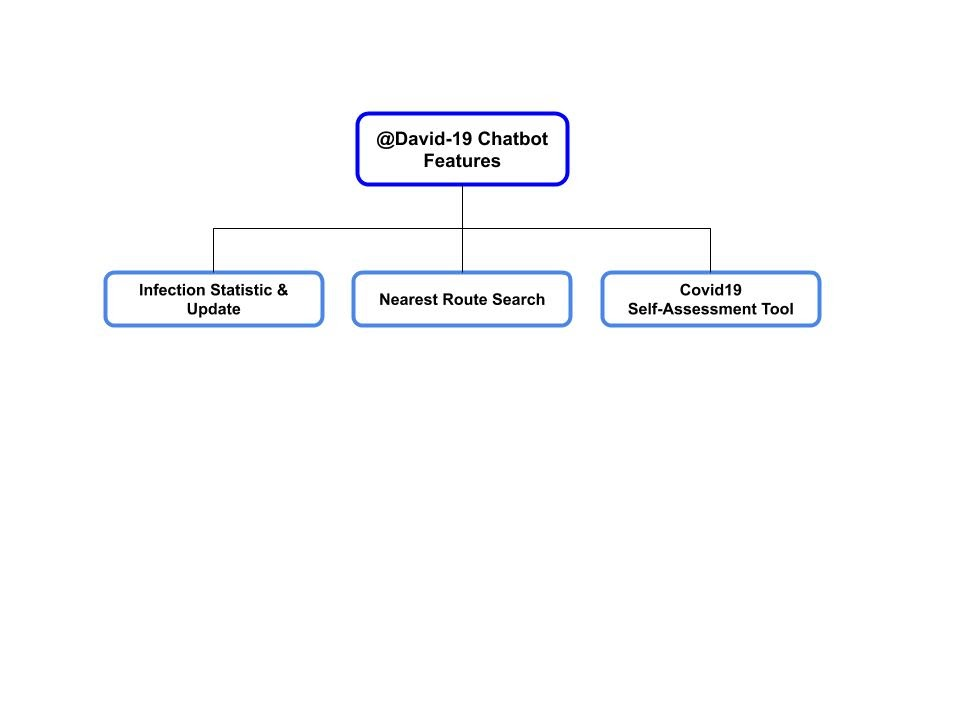 @David-19 Chatbot
Features
Infection Statistic &
Update
Nearest Route Search
Covid19
Self-Assessment Tool